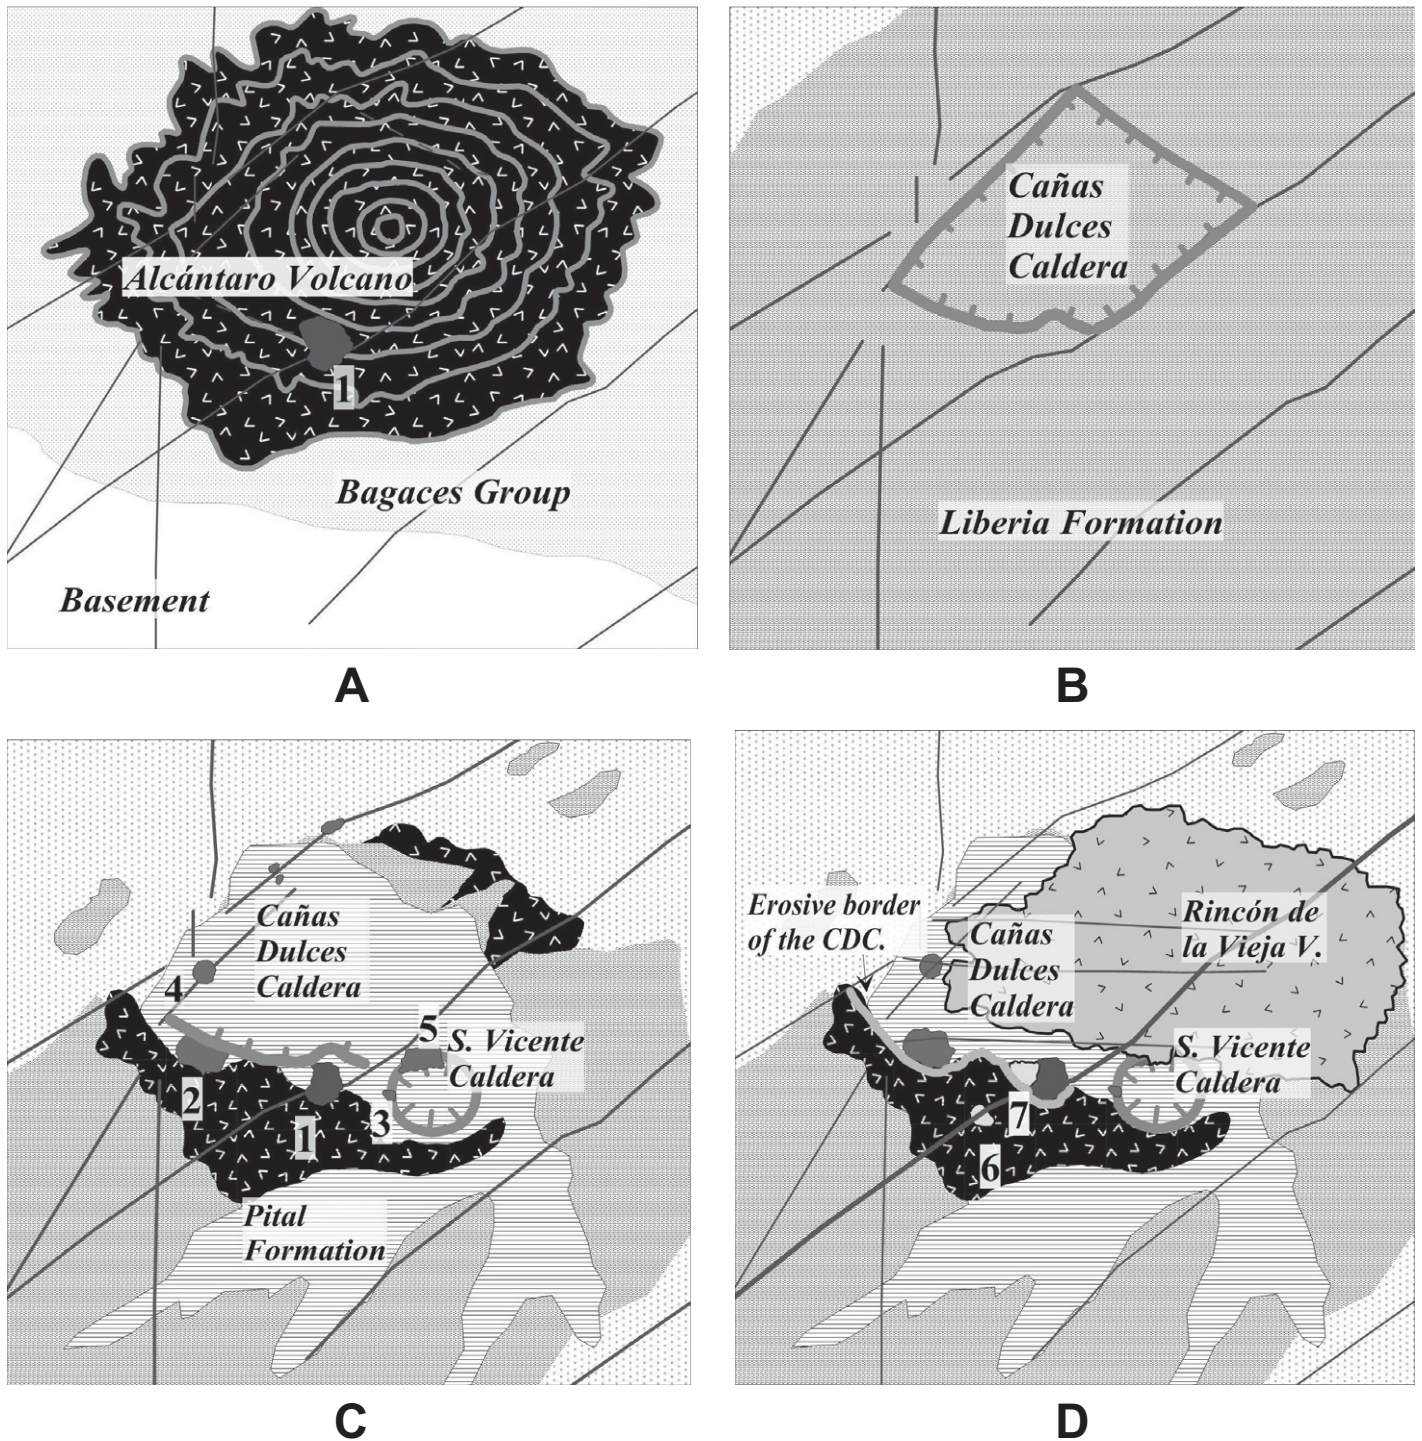 Alcántaro Volcano
1
Bagaces Group
Basement
A
Cañas
Dulces
Caldera
Liberia Formation
B
Cañas
Dulces
Caldera
4
5
S. Vicente
Caldera
2
1
3
Pital
Formation
C
Erosive border
of the CDC.
Cañas
Dulces
Caldera
Rincón de
la Vieja V.
S. Vicente
Caldera
7
6
D